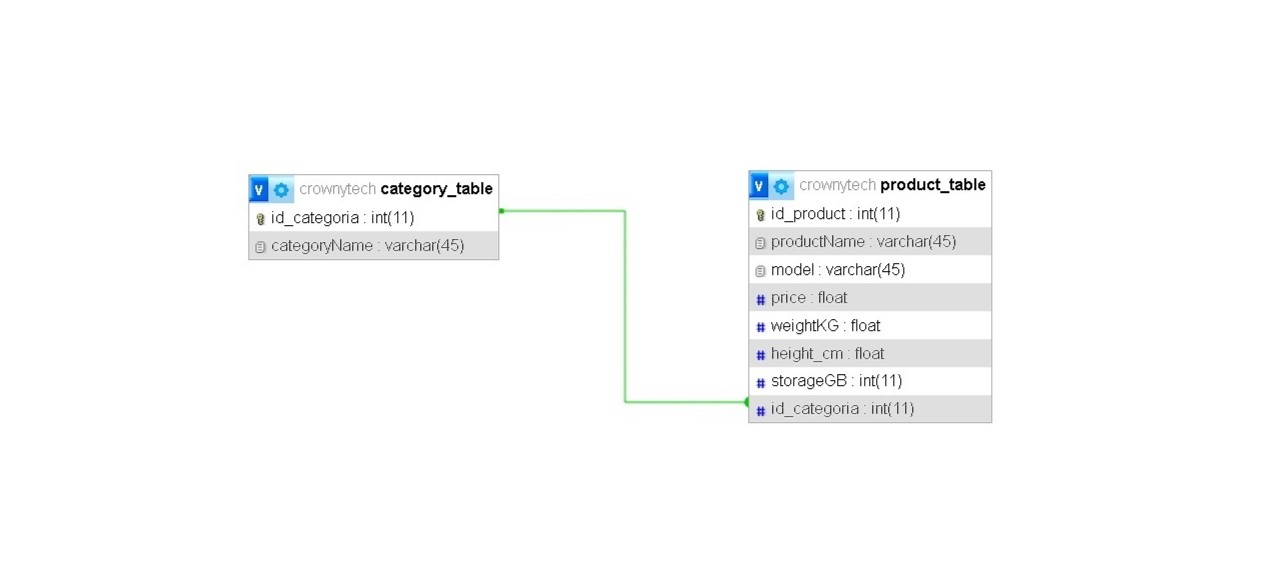 V crownytech category_table
id_categoria : int(11)
categoryName : varchar(45)
V crownytech product_table
id_product : int(11)
productName : varchar(45)
model : varchar(45)
# price : float
# weightKG : float
# height_cm : float
# storageGB : int(11)
# id_categoria : int(11)